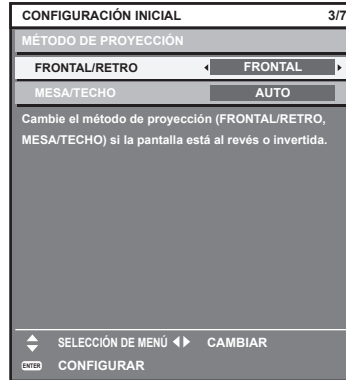 CONFIGURACIÓN INICIAL 3/7
MÉTODO DE PROYECCIÓN
FRONTAL/RETRO FRONTAL
MESA/TECHO AUTO
Cambie el método de proyección (FRONTAL/RETRO,
MESA/TECHO) si la pantalla está al revés o invertida.
SELECCIÓN DE MENÚ CAMBIAR
ENTER CONFIGURAR